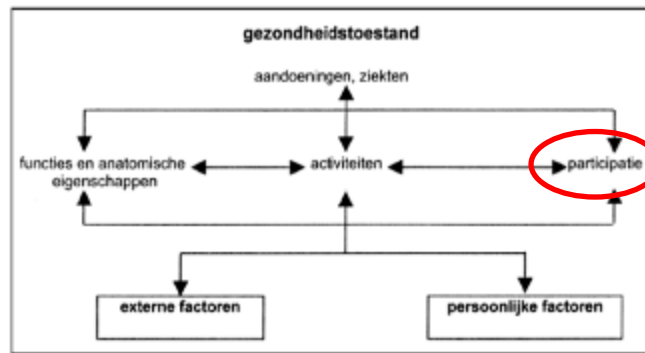 gezondheidstoestand
aandoeningen, ziekten
functies en anatomische
eigenschappen
activiteiten
participatie
externe factoren
persoonlijke factoren